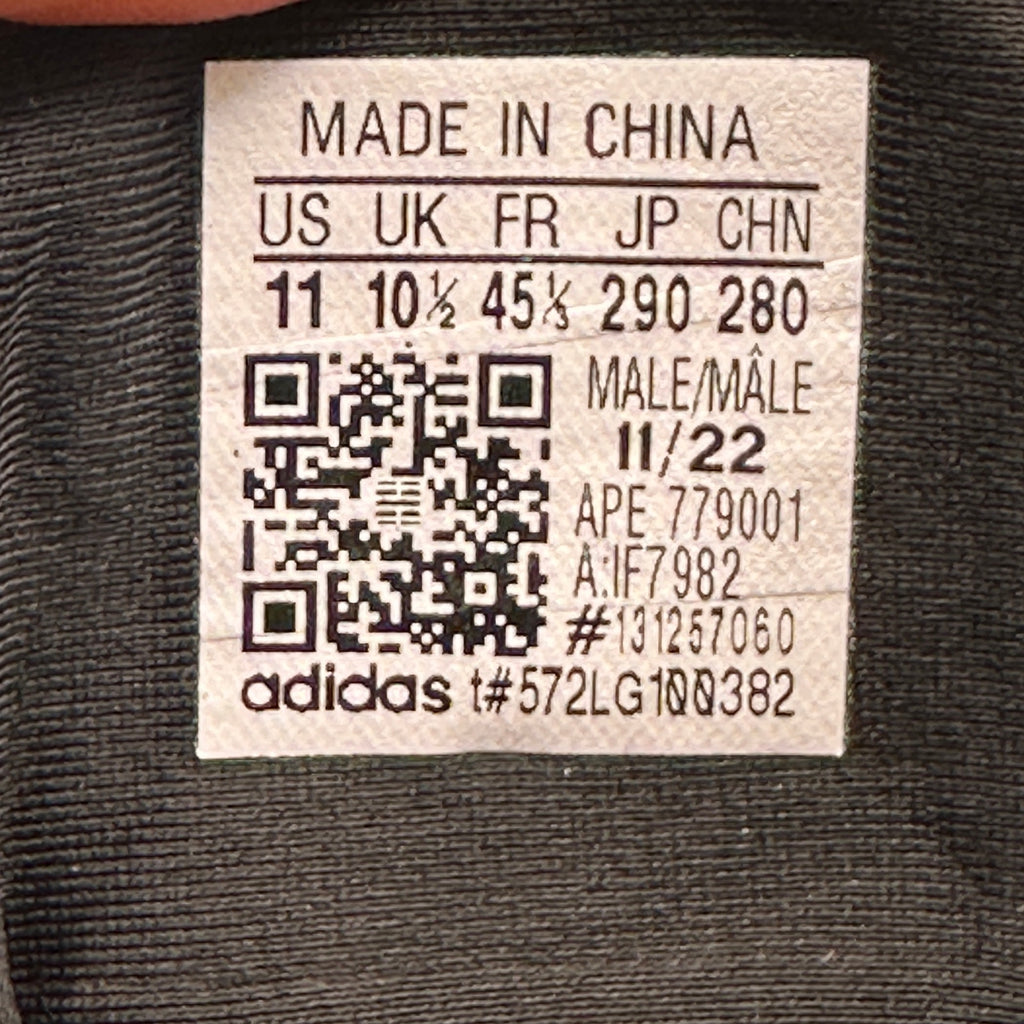 MADE IN CHINA
US UK FR JP CHN
11 10½ 45⅓ 290 280
MALE/MÂLE
11/22
APE 779001
A:IF7982
#131257060
adidas t#572LG100382